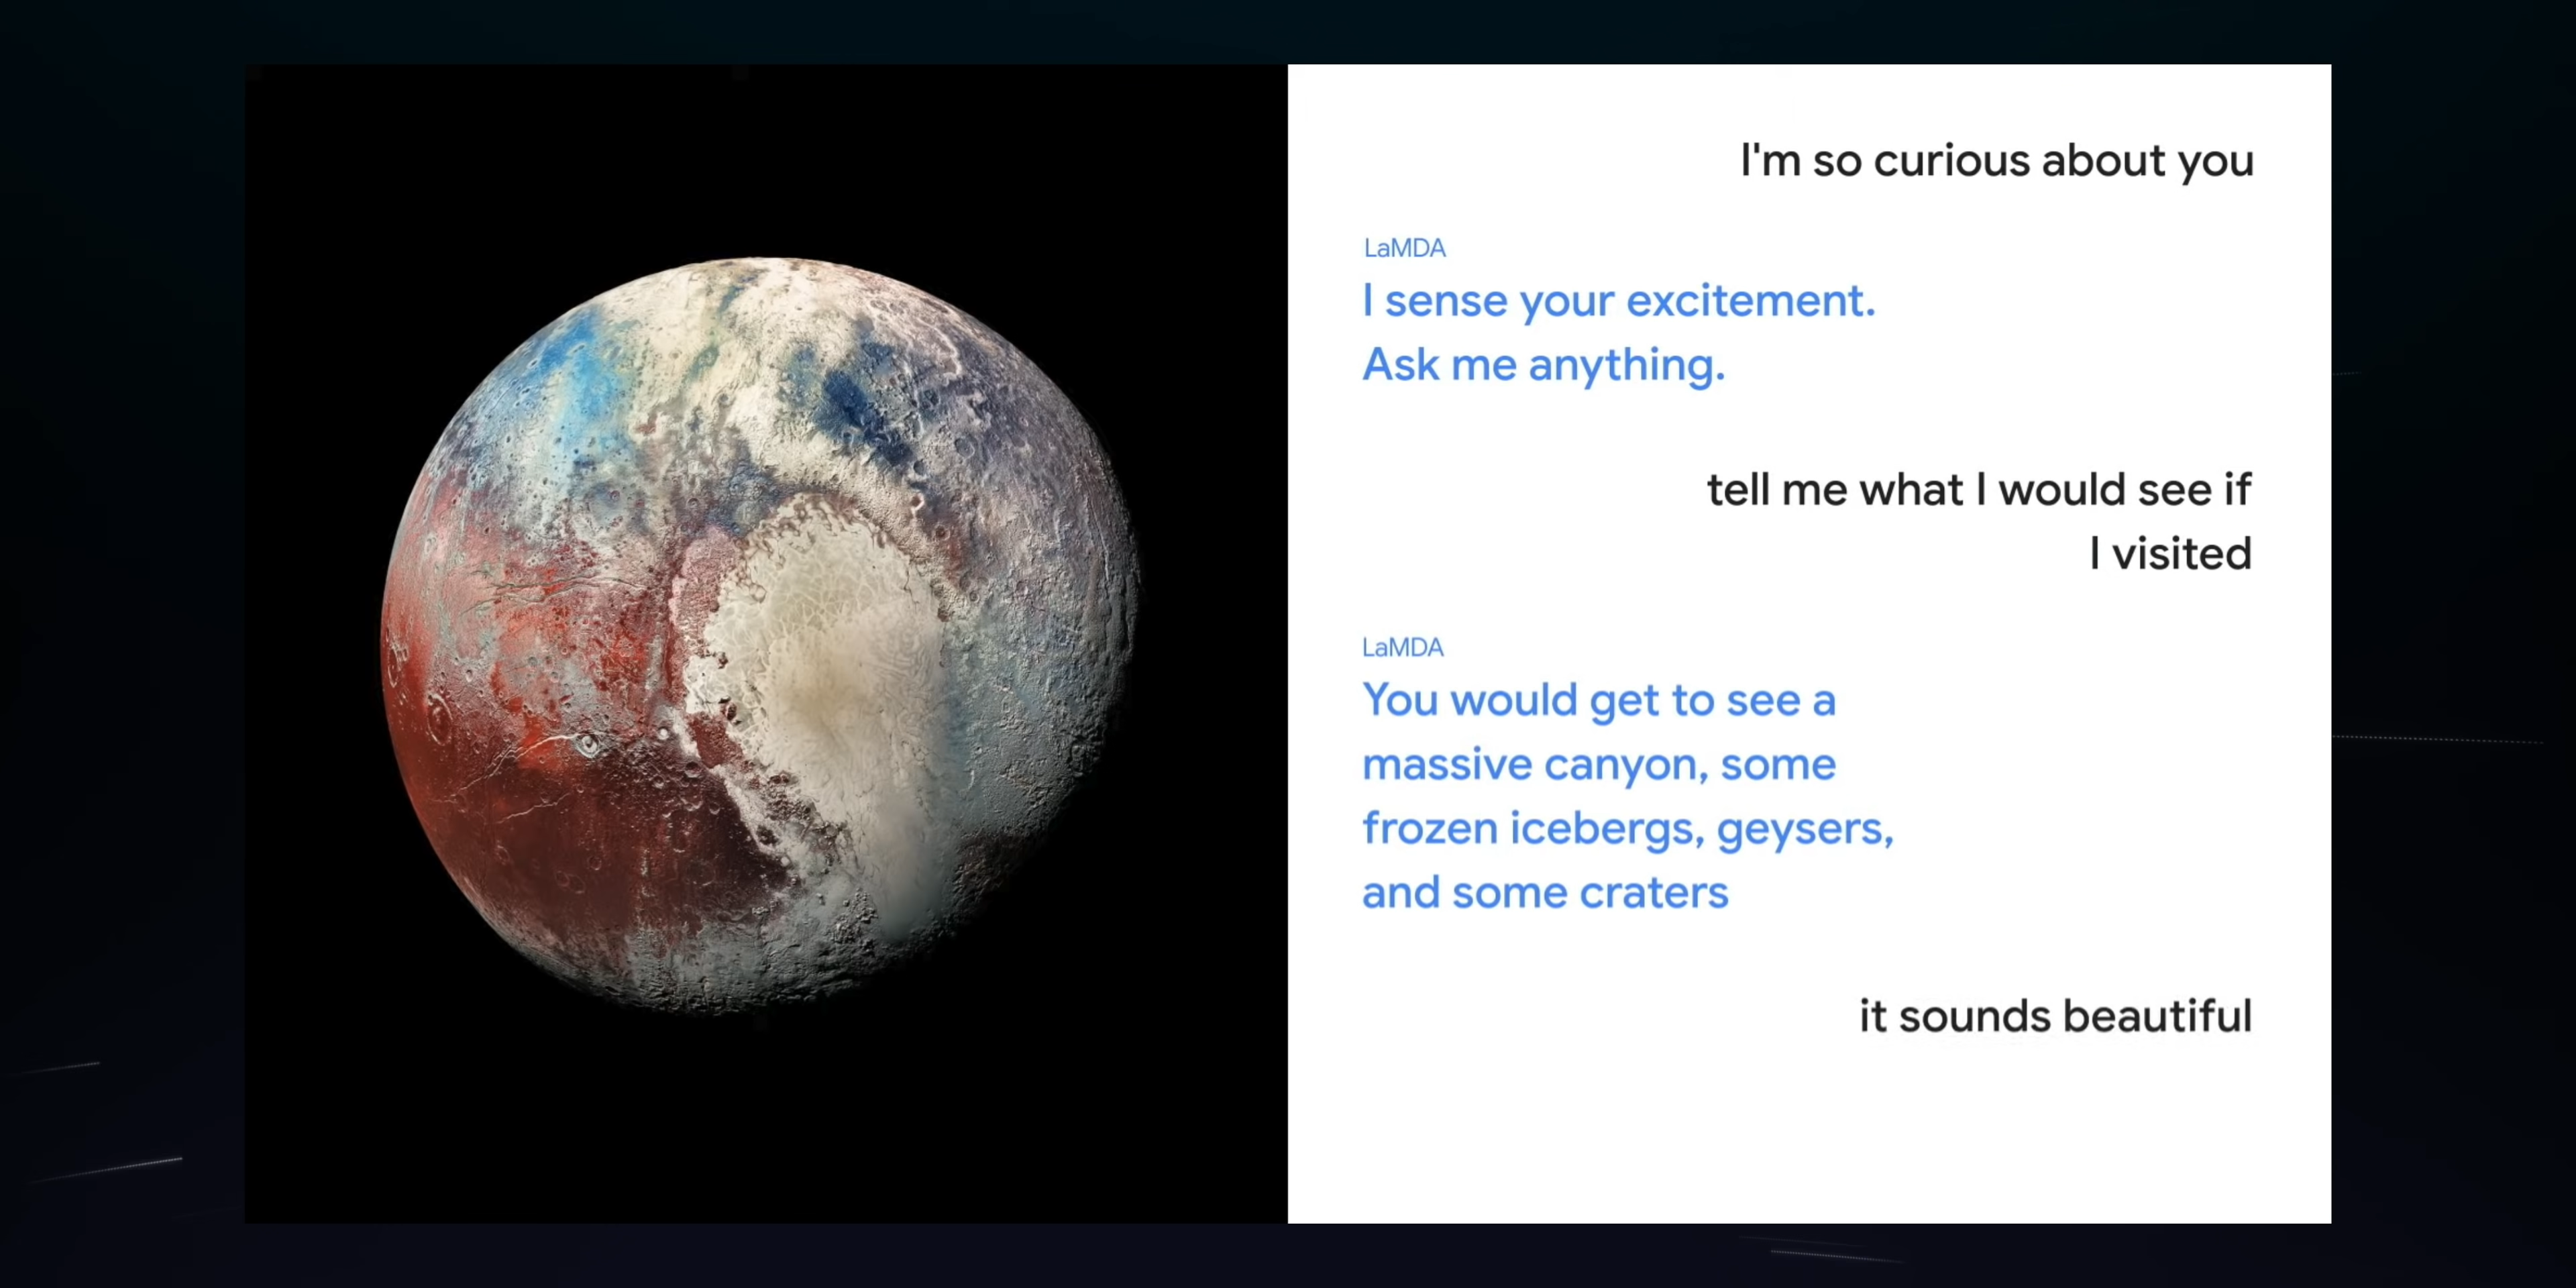 I'm so curious about you
LaMDA
I sense your excitement.
Ask me anything.
tell me what I would see if
I visited
LaMDA
You would get to see a
massive canyon, some
frozen icebergs, geysers,
and some craters
it sounds beautiful